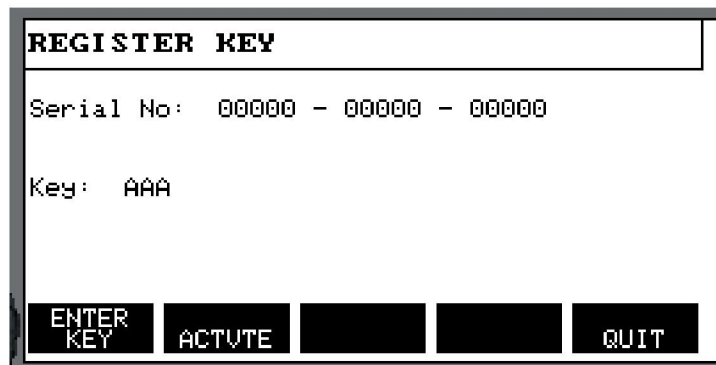 REGISTER KEY
Serial No: 00000 - 00000 - 00000
Key: AAA
ENTER KEY
ACTVTE
QUIT